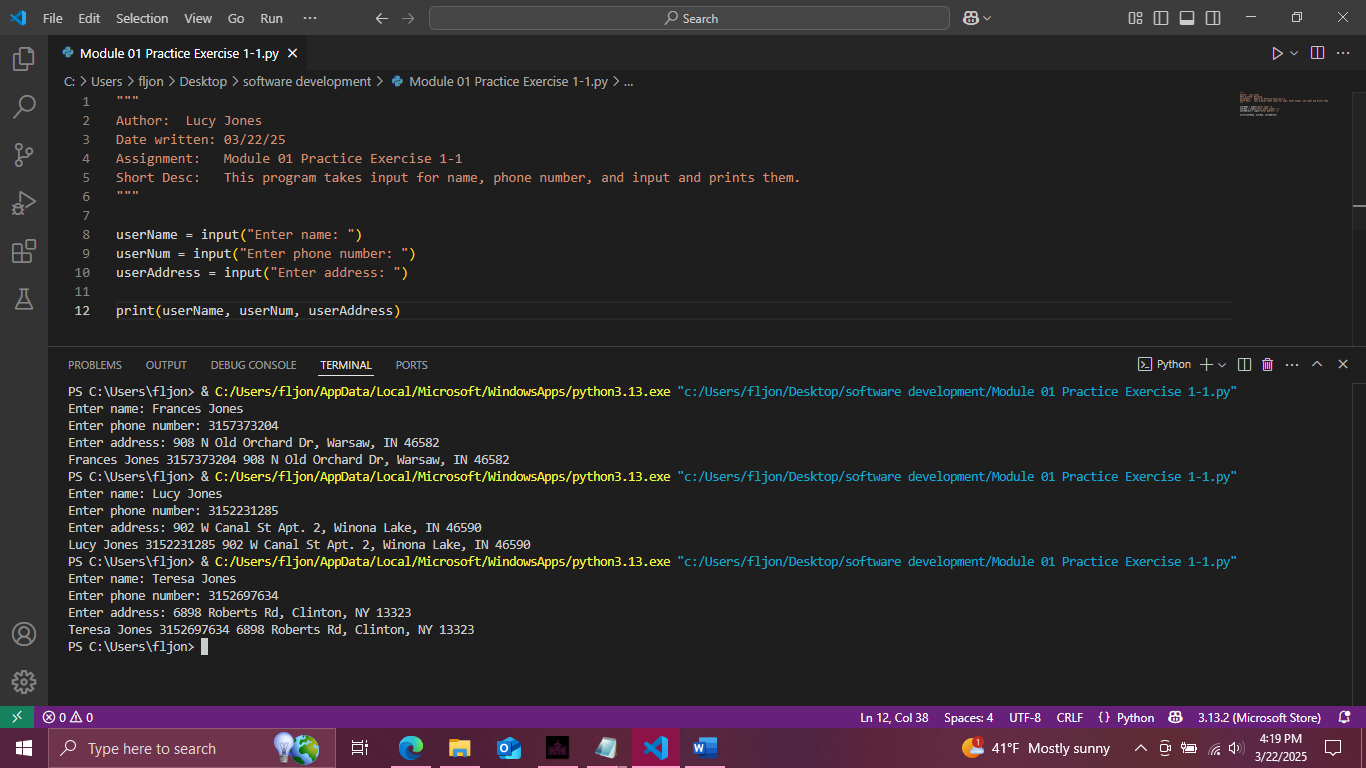 File Edit Selection View Go Run ··· Search
Module 01 Practice Exercise 1-1.py
C: > Users > fljon > Desktop > software development > Module 01 Practice Exercise 1-1.py > ...
1 """
2 Author:  Lucy Jones
3 Date written: 03/22/25
4 Assignment:   Module 01 Practice Exercise 1-1
5 Short Desc:   This program takes input for name, phone number, and input and prints them.
6 """
7
8 userName = input("Enter name: ")
9 userNum = input("Enter phone number: ")
10 userAddress = input("Enter address: ")
11
12 print(userName, userNum, userAddress)
PROBLEMS OUTPUT DEBUG CONSOLE TERMINAL PORTS Python
PS C:\Users\fljon> & C:/Users/fljon/AppData/Local/Microsoft/WindowsApps/python3.13.exe "c:/Users/fljon/Desktop/software development/Module 01 Practice Exercise 1-1.py"
Enter name: Frances Jones
Enter phone number: 3157373204
Enter address: 908 N Old Orchard Dr, Warsaw, IN 46582
Frances Jones 3157373204 908 N Old Orchard Dr, Warsaw, IN 46582
PS C:\Users\fljon> & C:/Users/fljon/AppData/Local/Microsoft/WindowsApps/python3.13.exe "c:/Users/fljon/Desktop/software development/Module 01 Practice Exercise 1-1.py"
Enter name: Lucy Jones
Enter phone number: 3152231285
Enter address: 902 W Canal St Apt. 2, Winona Lake, IN 46590
Lucy Jones 3152231285 902 W Canal St Apt. 2, Winona Lake, IN 46590
PS C:\Users\fljon> & C:/Users/fljon/AppData/Local/Microsoft/WindowsApps/python3.13.exe "c:/Users/fljon/Desktop/software development/Module 01 Practice Exercise 1-1.py"
Enter name: Teresa Jones
Enter phone number: 3152697634
Enter address: 6898 Roberts Rd, Clinton, NY 13323
Teresa Jones 3152697634 6898 Roberts Rd, Clinton, NY 13323
PS C:\Users\fljon>
0 0 Ln 12, Col 38 Spaces: 4 UTF-8 CRLF {} Python 3.13.2 (Microsoft Store)
Type here to search 1 41°F Mostly sunny 4:19 PM
3/22/2025